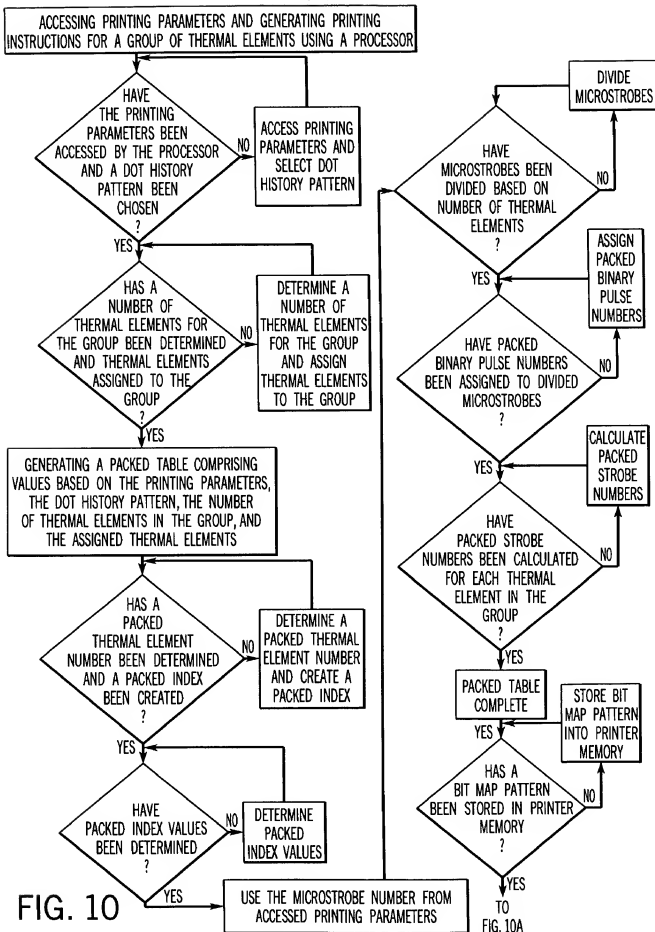 ACCESSING PRINTING PARAMETERS AND GENERATING PRINTING
INSTRUCTIONS FOR A GROUP OF THERMAL ELEMENTS USING A PROCESSOR
HAVE
THE PRINTING
PARAMETERS BEEN
ACCESSED BY THE PROCESSOR
AND A DOT HISTORY
PATTERN BEEN
CHOSEN
?
NO
ACCESS PRINTING
PARAMETERS AND
SELECT DOT
HISTORY PATTERN
YES
HAS A
NUMBER OF
THERMAL ELEMENTS FOR
THE GROUP BEEN DETERMINED
AND THERMAL ELEMENTS
ASSIGNED TO THE
GROUP
?
NO
DETERMINE A
NUMBER OF
THERMAL ELEMENTS
FOR THE GROUP
AND ASSIGN
THERMAL ELEMENTS
TO THE GROUP
YES
GENERATING A PACKED TABLE COMPRISING
VALUES BASED ON THE PRINTING PARAMETERS,
THE DOT HISTORY PATTERN, THE NUMBER
OF THERMAL ELEMENTS IN THE GROUP, AND
THE ASSIGNED THERMAL ELEMENTS
HAS A
PACKED
THERMAL ELEMENT
NUMBER BEEN DETERMINED
AND A PACKED INDEX
BEEN CREATED
?
NO
DETERMINE A
PACKED THERMAL
ELEMENT NUMBER
AND CREATE A
PACKED INDEX
YES
HAVE
PACKED INDEX VALUES
BEEN DETERMINED
?
NO
DETERMINE
PACKED
INDEX VALUES
YES
USE THE MICROSTROBE NUMBER FROM
ACCESSED PRINTING PARAMETERS
DIVIDE
MICROSTROBES
HAVE
MICROSTROBES BEEN
DIVIDED BASED ON
NUMBER OF THERMAL
ELEMENTS
?
NO
YES
ASSIGN
PACKED
BINARY
PULSE
NUMBERS
HAVE PACKED
BINARY PULSE NUMBERS
BEEN ASSIGNED TO DIVIDED
MICROSTROBES
?
NO
YES
CALCULATE
PACKED
STROBE
NUMBERS
HAVE
PACKED STROBE
NUMBERS BEEN CALCULATED
FOR EACH THERMAL
ELEMENT IN THE
GROUP
?
NO
YES
PACKED TABLE
COMPLETE
YES
STORE BIT
MAP PATTERN
INTO PRINTER
MEMORY
HAS A
BIT MAP PATTERN
BEEN STORED IN PRINTER
MEMORY
?
NO
YES
TO
FIG. 10A
FIG. 10